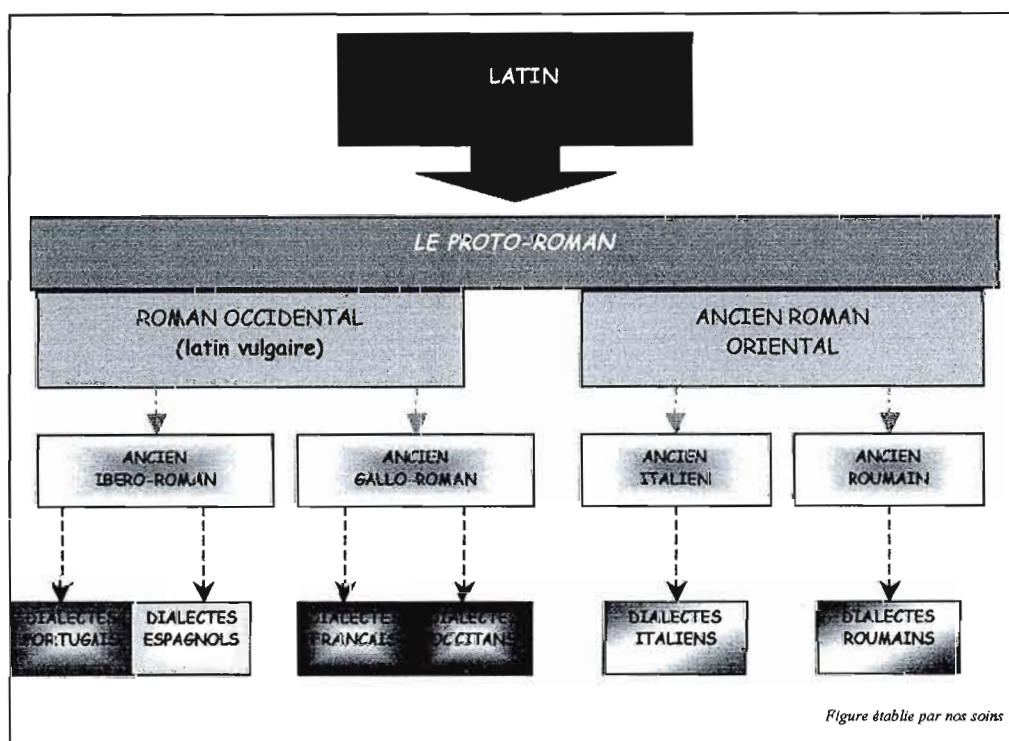 LATIN
LE PROTO-ROMAN
ROMAN OCCIDENTAL
(latin vulgaire)
ANCIEN ROMAN
ORIENTAL
ANCIEN
IBERO-ROMAN
ANCIEN
GALLO-ROMAN
ANCIEN
ITALIEN
ANCIEN
ROUMAIN
DIALECTES
PORTUGAIS
DIALECTES
ESPAGNOLS
DIALECTES
FRANCAIS
DIALECTES
OCCITANS
DIALECTES
ITALIENS
DIALECTES
ROUMAINS
Figure établie par nos soins